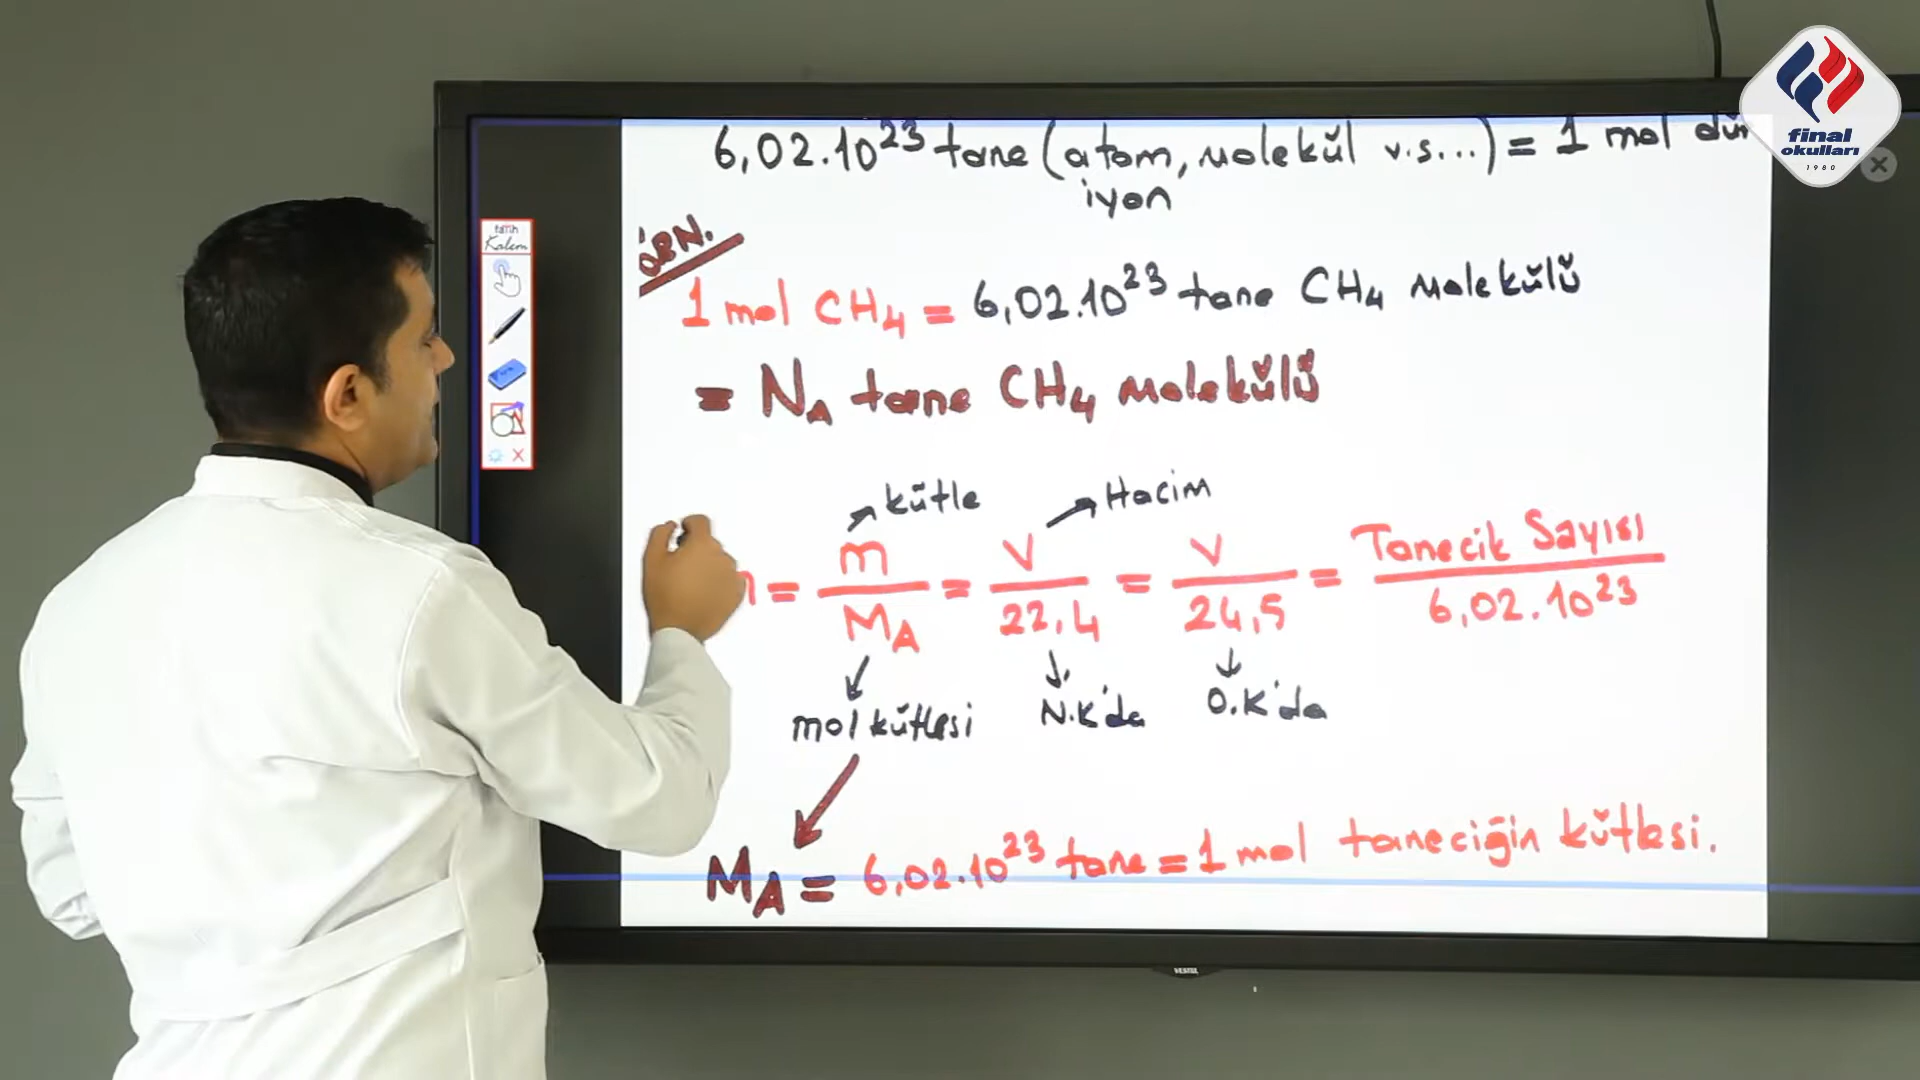 final
okulları
1980
6,02.10²³ tane (atom, molekül v.s...) = 1 mol dür
iyon
ÖRN.
1 mol CH₄ = 6,02.10²³ tane CH₄ molekülü
= N_A tane CH₄ molekülü
Kalem
kütle
Hacim
n = m/M_A = V/22,4 = V/24,5 = Tanecik Sayısı/6,02.10²³
mol kütlesi
N.K'da
O.K'da
M_A = 6,02.10²³ tane = 1 mol taneciğin kütlesi.
VESTEL